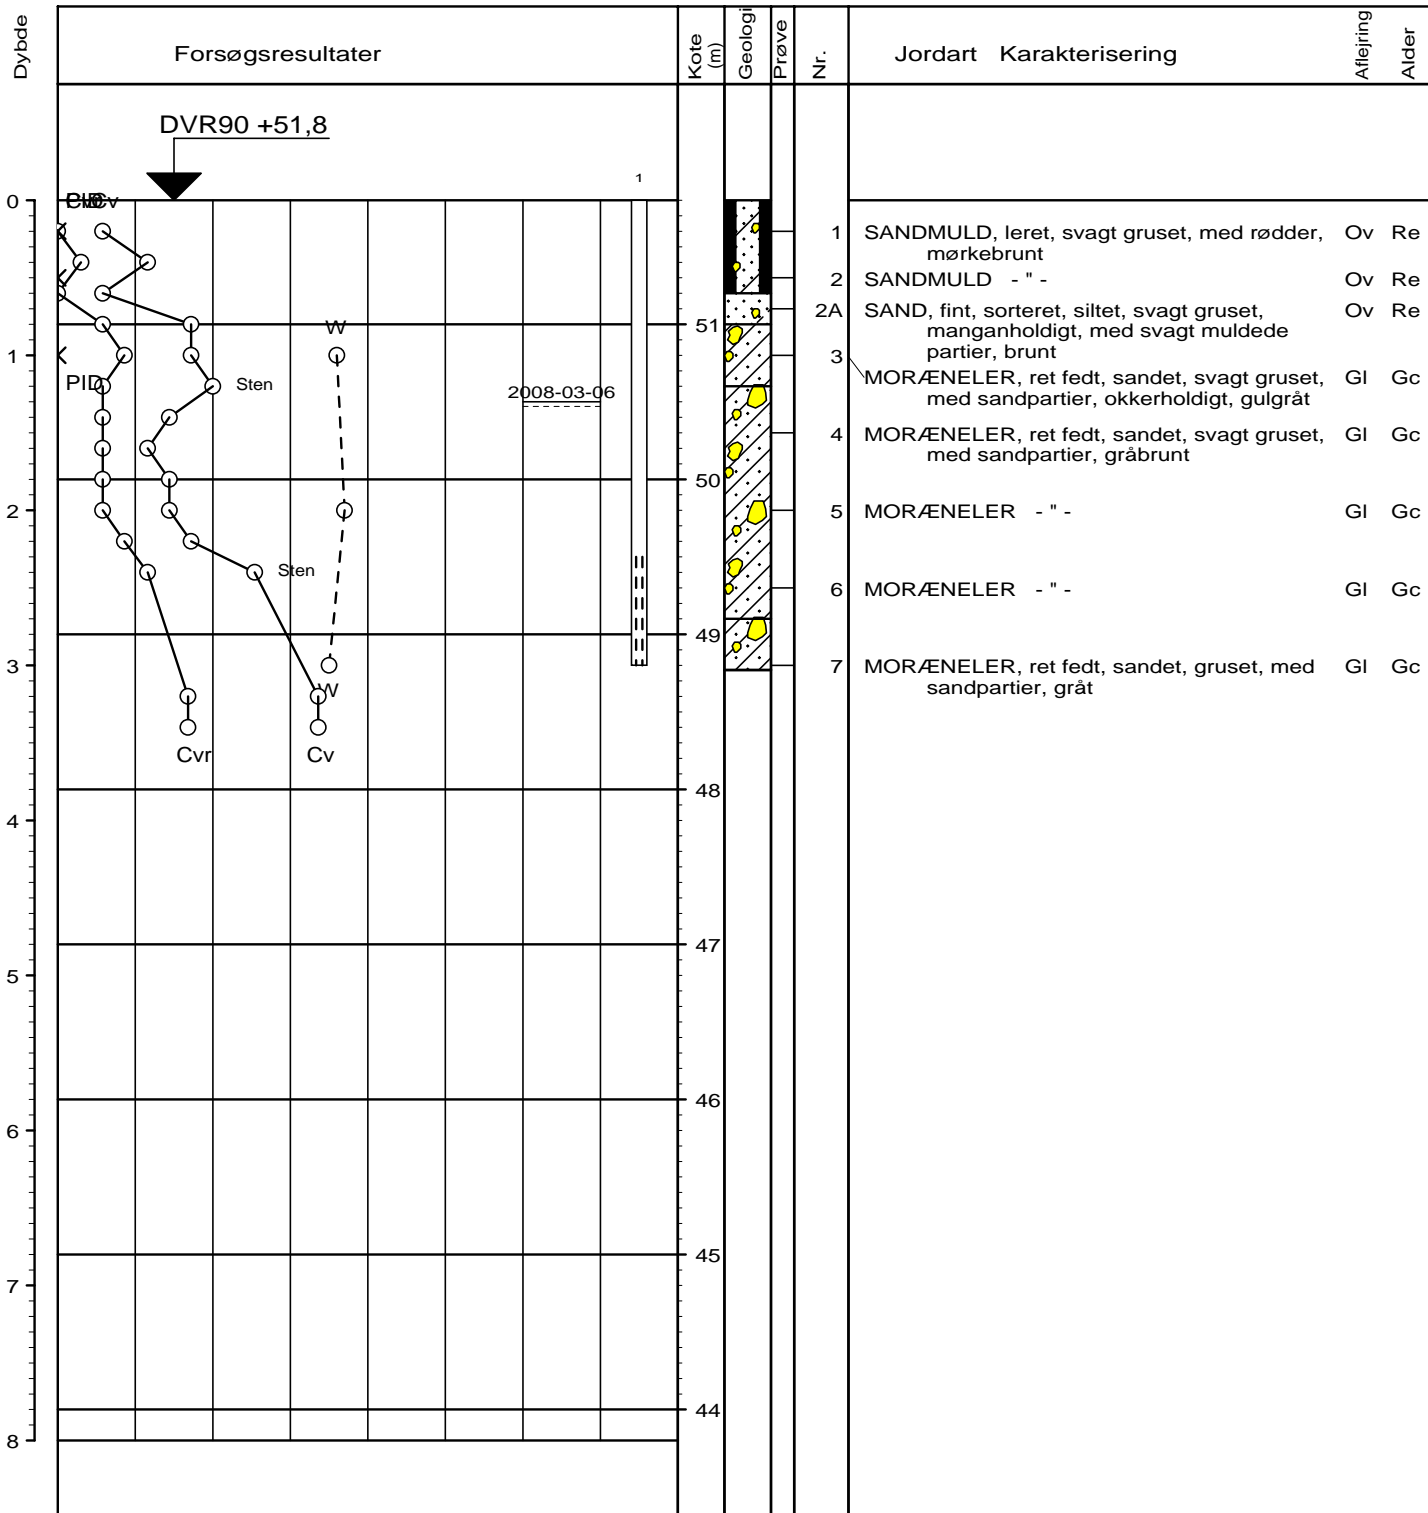 Dybde
Forsøgsresultater
Kote
(m)
Geologi
Prøve
Nr.
Jordart Karakterisering
Aflejring
Alder
DVR90 +51,8
1
0
PID
Cv
1 SANDMULD, leret, svagt gruset, med rødder, Ov Re
mørkebrunt
2 SANDMULD - " - Ov Re
2A SAND, fint, sorteret, siltet, svagt gruset, Ov Re
manganholdigt, med svagt muldede
partier, brunt
W
51
1
3
PID
Sten
MORÆNELER, ret fedt, sandet, svagt gruset, Gl Gc
med sandpartier, okkerholdigt, gulgråt
2008-03-06
4 MORÆNELER, ret fedt, sandet, svagt gruset, Gl Gc
med sandpartier, gråbrunt
50
2
5 MORÆNELER - " - Gl Gc
Sten
6 MORÆNELER - " - Gl Gc
49
3
7 MORÆNELER, ret fedt, sandet, gruset, med Gl Gc
sandpartier, gråt
W
Cvr
Cv
48
4
47
5
46
6
45
7
44
8